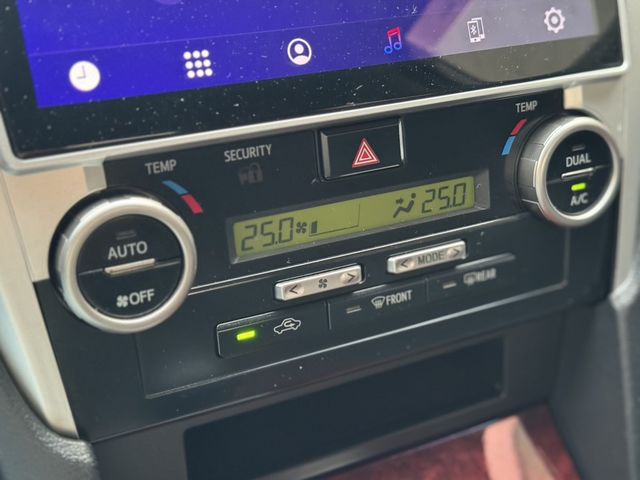 TEMP
SECURITY
TEMP
AUTO
OFF
25.0
25.0
DUAL
A/C
< >
< MODE >
FRONT
REAR